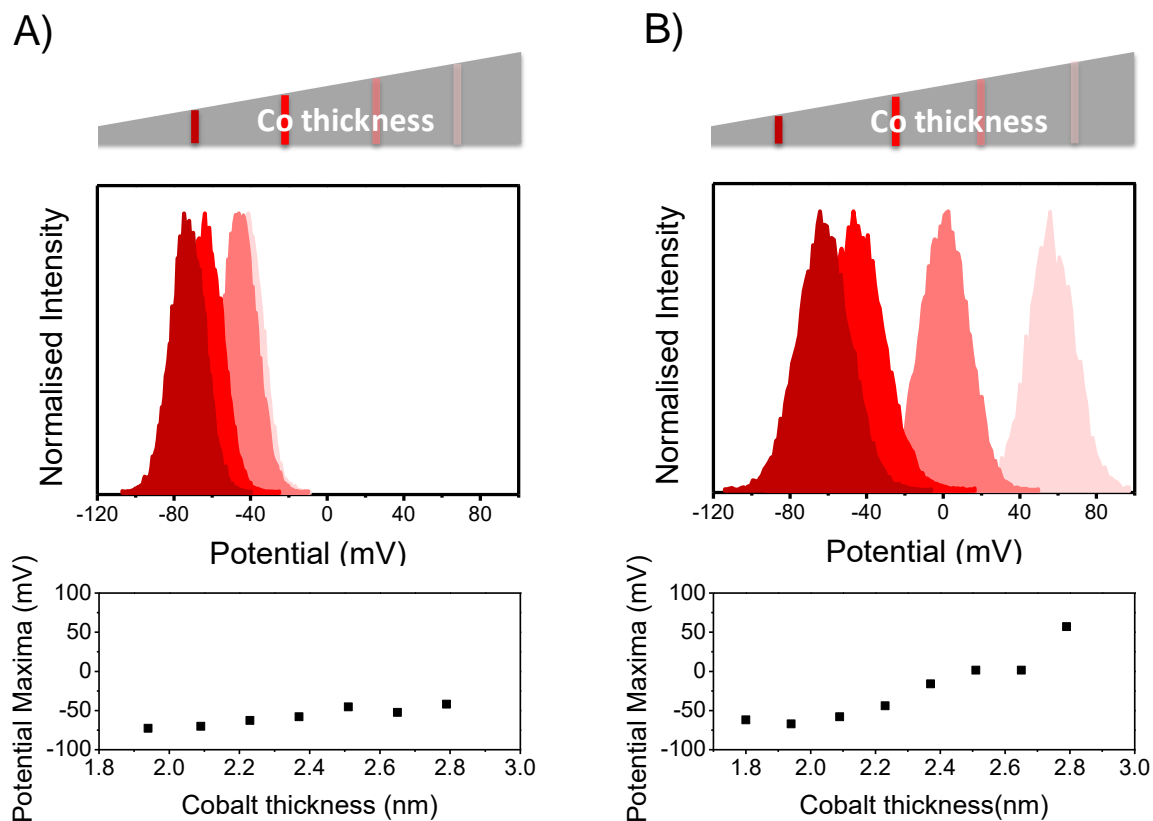 A)
Co thickness
Normalised Intensity
-120 -80 -40 0 40 80
Potential (mV)
Potential Maxima (mV)
100
50
0
-50
-100
1.8 2.0 2.2 2.4 2.6 2.8 3.0
Cobalt thickness (nm)
B)
Co thickness
Normalised Intensity
-120 -80 -40 0 40 80
Potential (mV)
Potential Maxima (mV)
100
50
0
-50
-100
1.8 2.0 2.2 2.4 2.6 2.8 3.0
Cobalt thickness(nm)